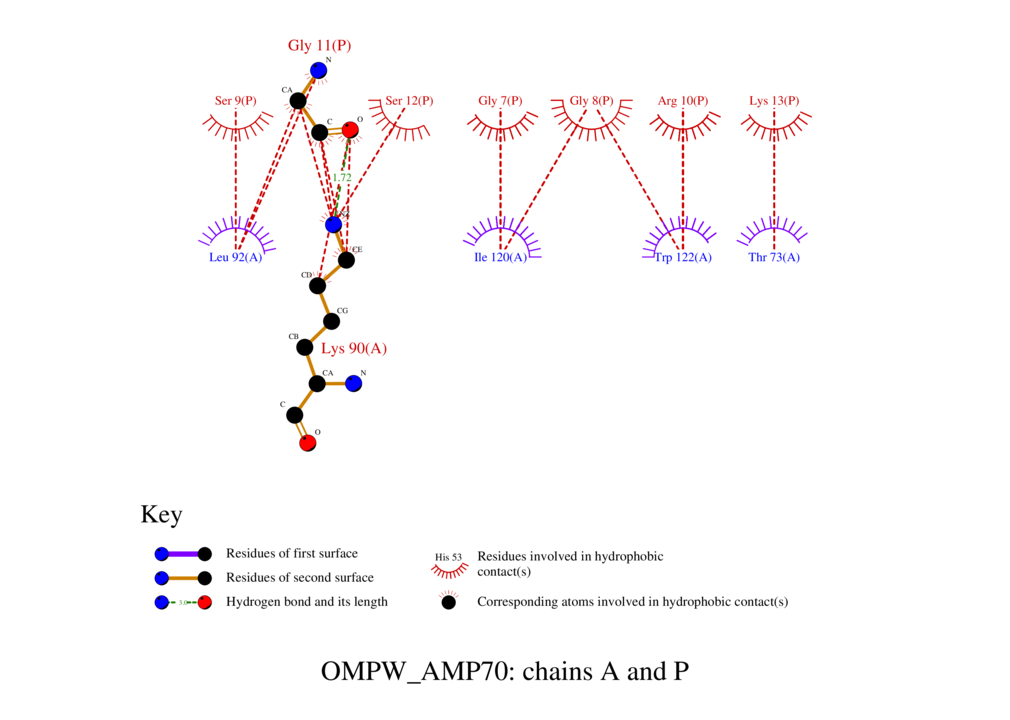 Gly 11(P)
N
CA
Ser 9(P)
Ser 12(P)
Gly 7(P)
Gly 8(P)
Arg 10(P)
Lys 13(P)
C
O
1.72
CE
Leu 92(A)
Ile 120(A)
Trp 122(A)
Thr 73(A)
CD
CG
CB
Lys 90(A)
CA
N
C
O
Key
Residues of first surface
Residues of second surface
3.0
Hydrogen bond and its length
His 53
Residues involved in hydrophobic
contact(s)
Corresponding atoms involved in hydrophobic contact(s)
OMPW_AMP70: chains A and P